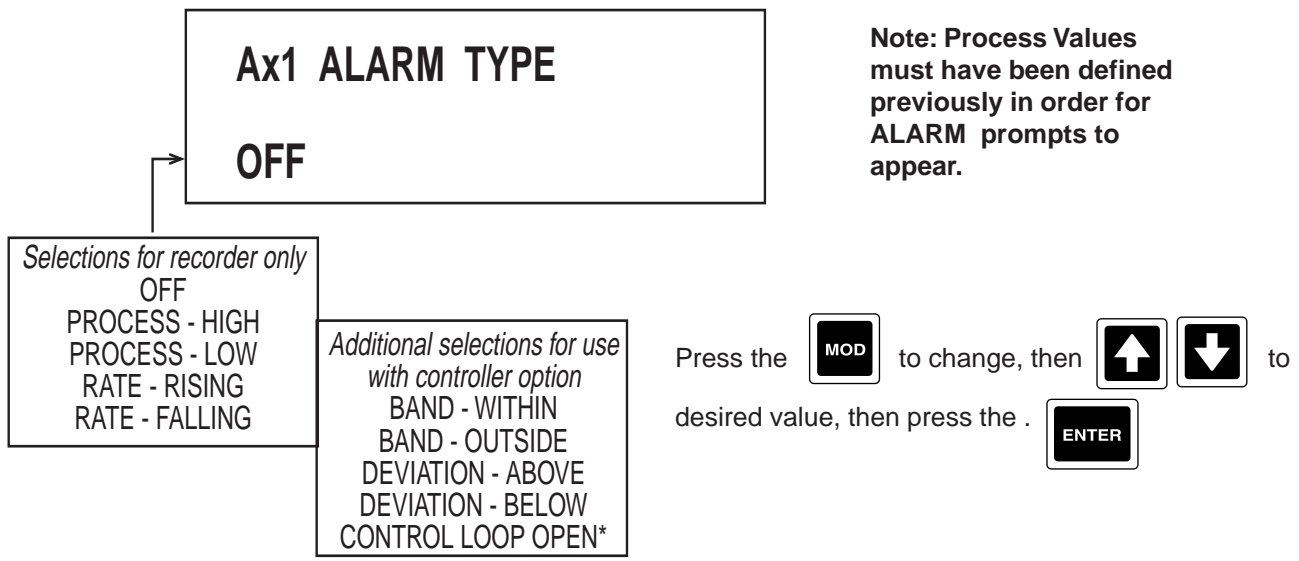 Ax1 ALARM TYPE
OFF
Note: Process Values
must have been defined
previously in order for
ALARM prompts to
appear.
Selections for recorder only
OFF
PROCESS - HIGH
PROCESS - LOW
RATE - RISING
RATE - FALLING
Additional selections for use
with controller option
BAND - WITHIN
BAND - OUTSIDE
DEVIATION - ABOVE
DEVIATION - BELOW
CONTROL LOOP OPEN*
Press the MOD to change, then to
desired value, then press the . ENTER